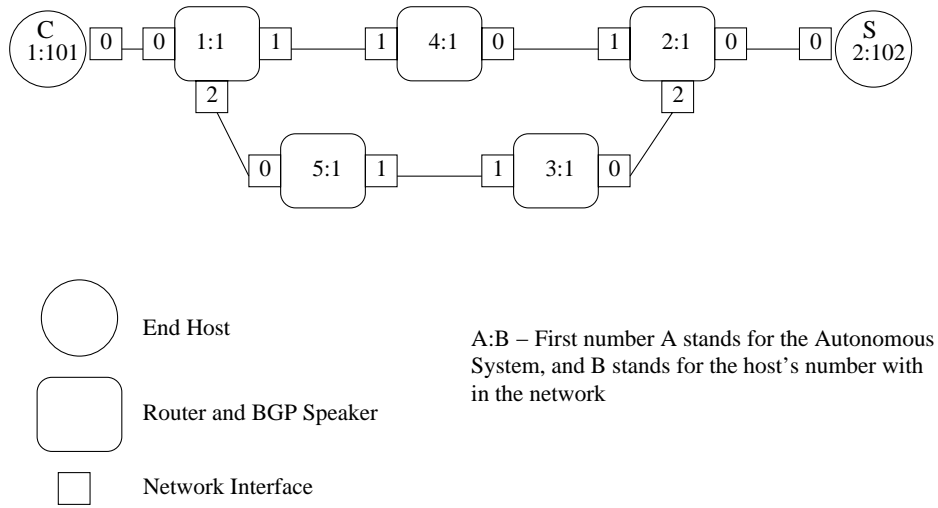 C
1:101
0
0
1:1
1
1
4:1
0
1
2:1
0
0
S
2:102
2
2
0
5:1
1
1
3:1
0
End Host
Router and BGP Speaker
Network Interface
A:B – First number A stands for the Autonomous
System, and B stands for the host's number with
in the network